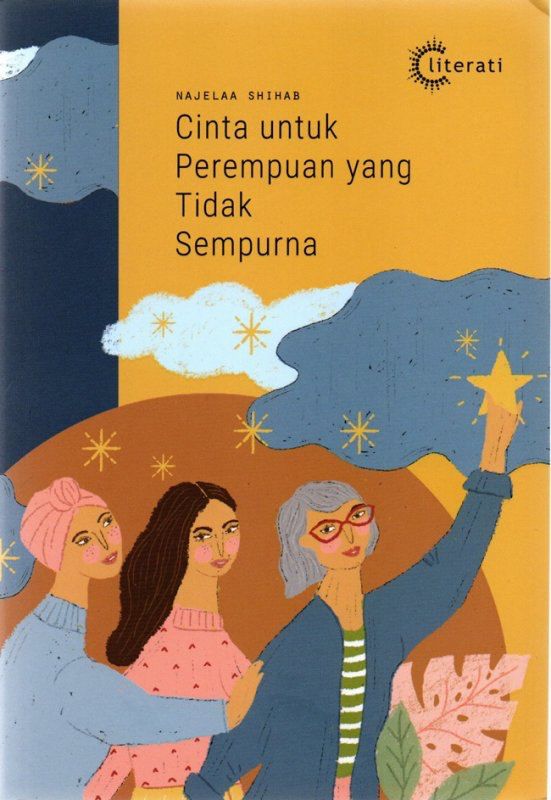 literati
NAJELAA SHIHAB
Cinta untuk
Perempuan yang
Tidak
Sempurna